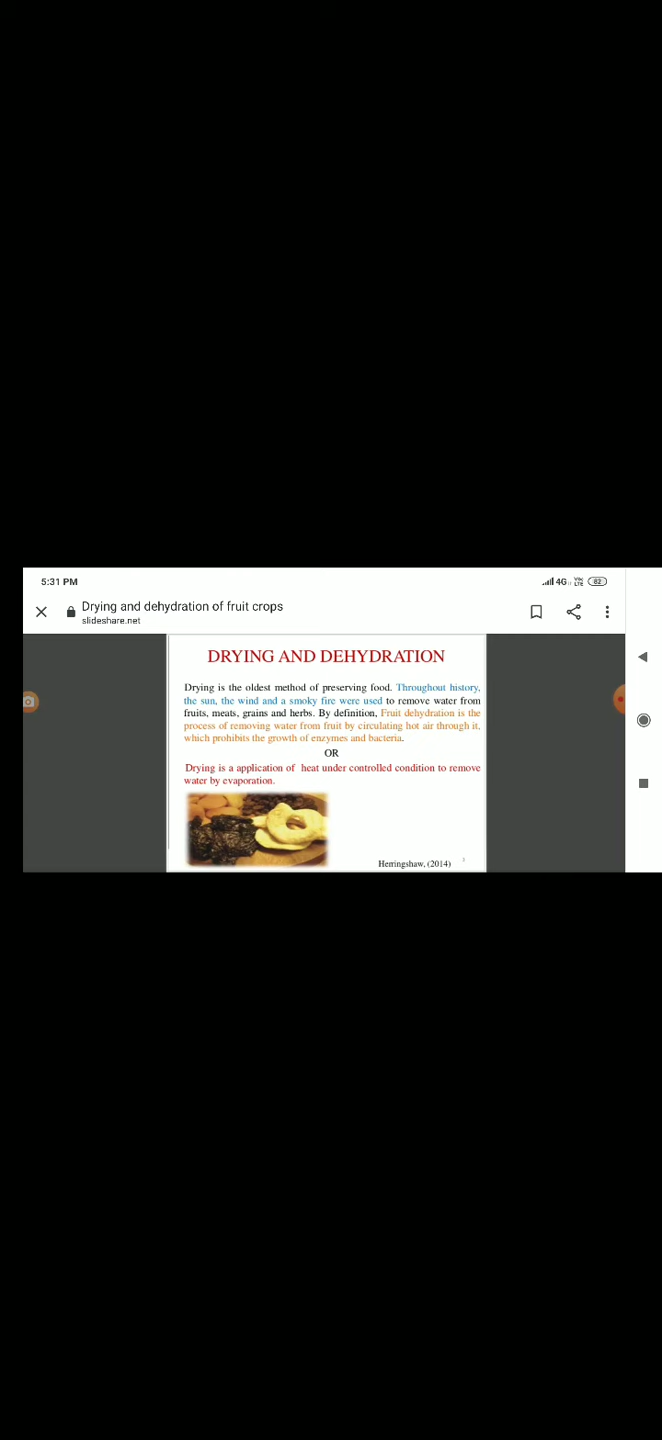 5:31 PM
4G
82
Drying and dehydration of fruit crops
slideshare.net
DRYING AND DEHYDRATION
Drying is the oldest method of preserving food. Throughout history,
the sun, the wind and a smoky fire were used to remove water from
fruits, meats, grains and herbs. By definition, Fruit dehydration is the
process of removing water from fruit by circulating hot air through it,
which prohibits the growth of enzymes and bacteria.
OR
Drying is a application of heat under controlled condition to remove
water by evaporation.
Herringshaw, (2014)
3